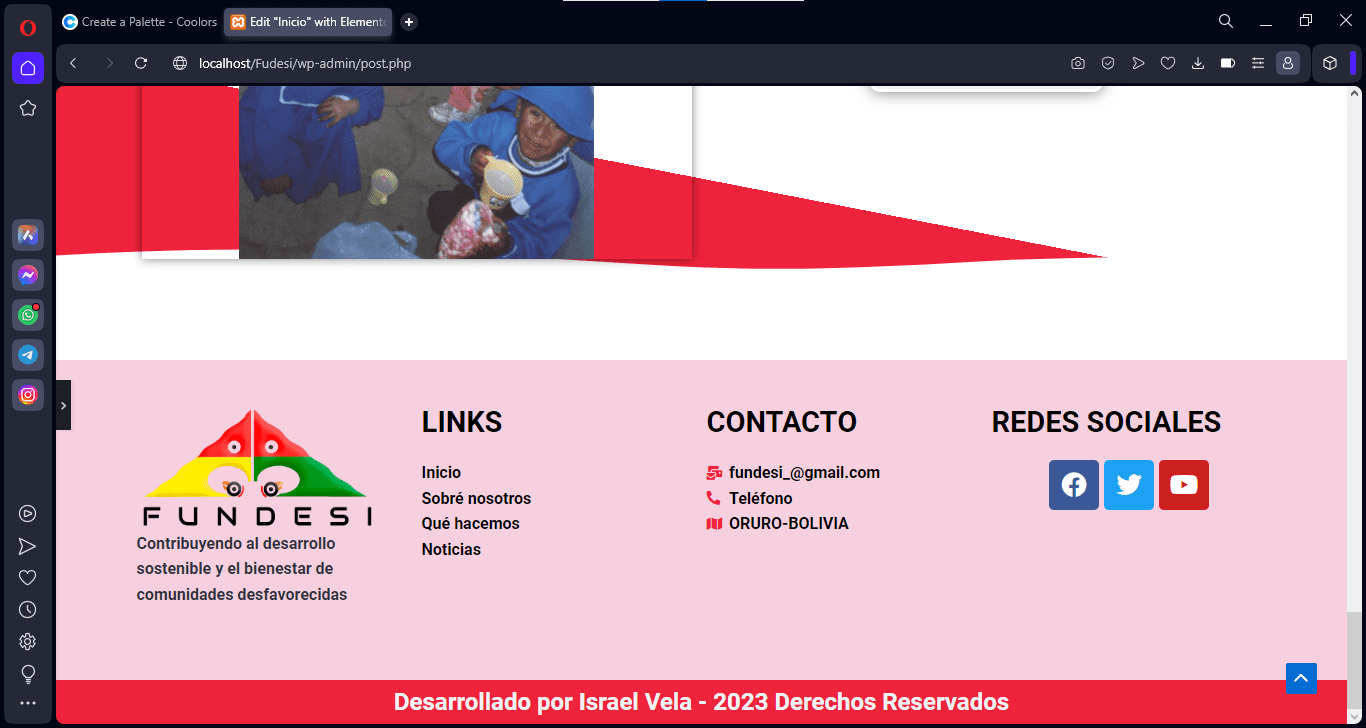 Create a Palette - Coolors
Edit "Inicio" with Elemento
localhost/Fudesi/wp-admin/post.php
FUNDESI
Contribuyendo al desarrollo
sostenible y el bienestar de
comunidades desfavorecidas
LINKS
Inicio
Sobré nosotros
Qué hacemos
Noticias
CONTACTO
fundesi_@gmail.com
Teléfono
ORURO-BOLIVIA
REDES SOCIALES
Desarrollado por Israel Vela - 2023 Derechos Reservados